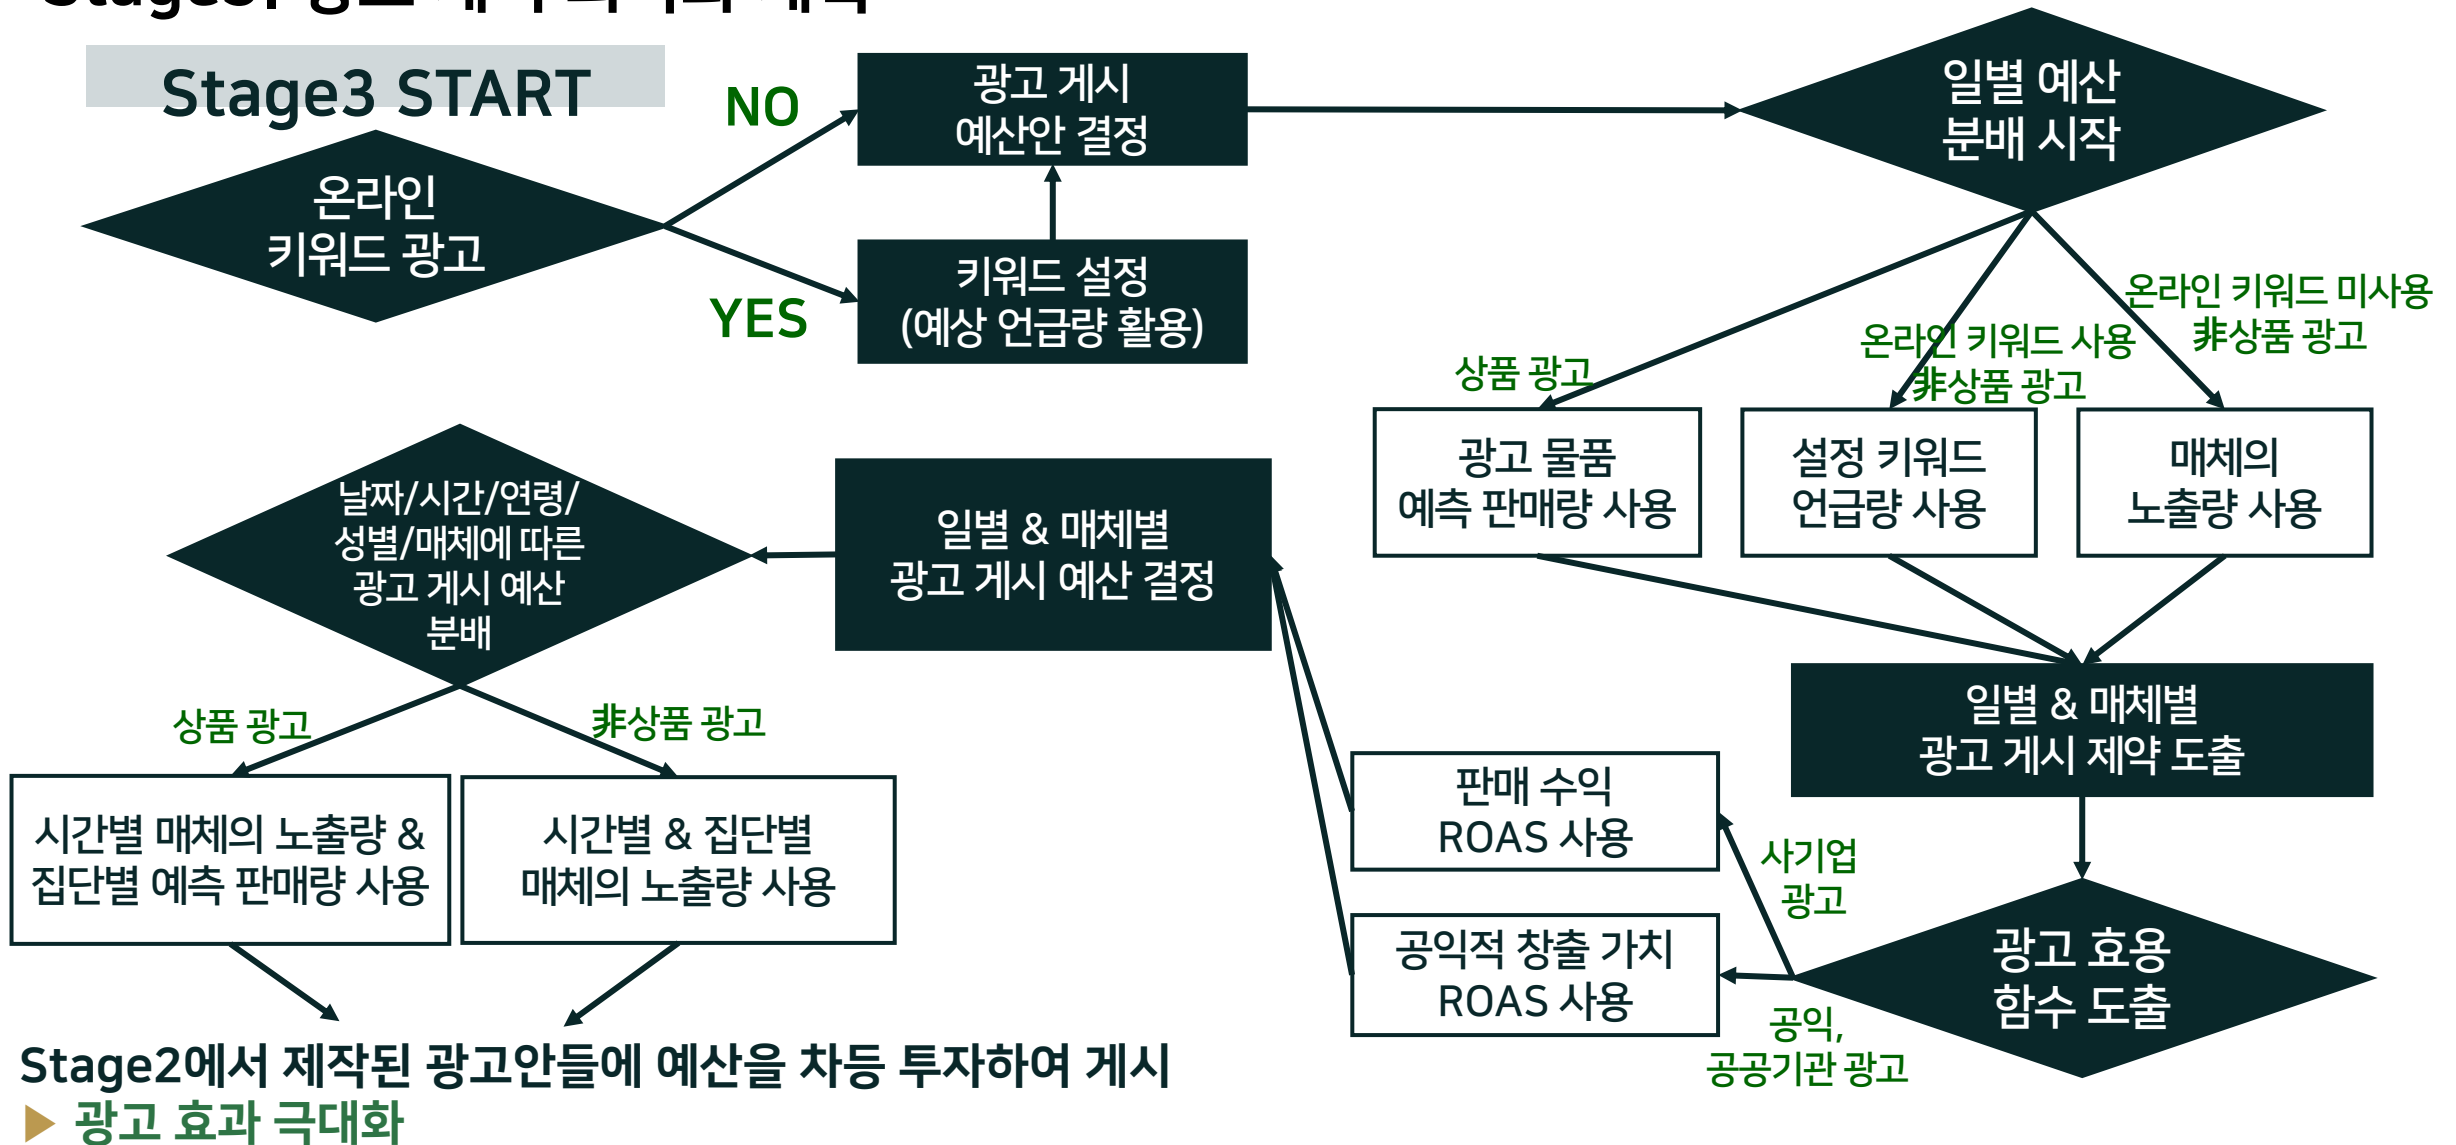 Stage3 START
온라인
키워드 광고
NO
YES
광고 게시
예산안 결정
키워드 설정
(예상 언급량 활용)
일별 예산
분배 시작
상품 광고
온라인 키워드 사용
非상품 광고
온라인 키워드 미사용
非상품 광고
광고 물품
예측 판매량 사용
설정 키워드
언급량 사용
매체의
노출량 사용
일별 & 매체별
광고 게시 제약 도출
광고 효용
함수 도출
사기업
광고
공익,
공공기관 광고
판매 수익
ROAS 사용
공익적 창출 가치
ROAS 사용
일별 & 매체별
광고 게시 예산 결정
날짜/시간/연령/
성별/매체에 따른
광고 게시 예산
분배
상품 광고
非상품 광고
시간별 매체의 노출량 &
집단별 예측 판매량 사용
시간별 & 집단별
매체의 노출량 사용
Stage2에서 제작된 광고안들에 예산을 차등 투자하여 게시
▶ 광고 효과 극대화